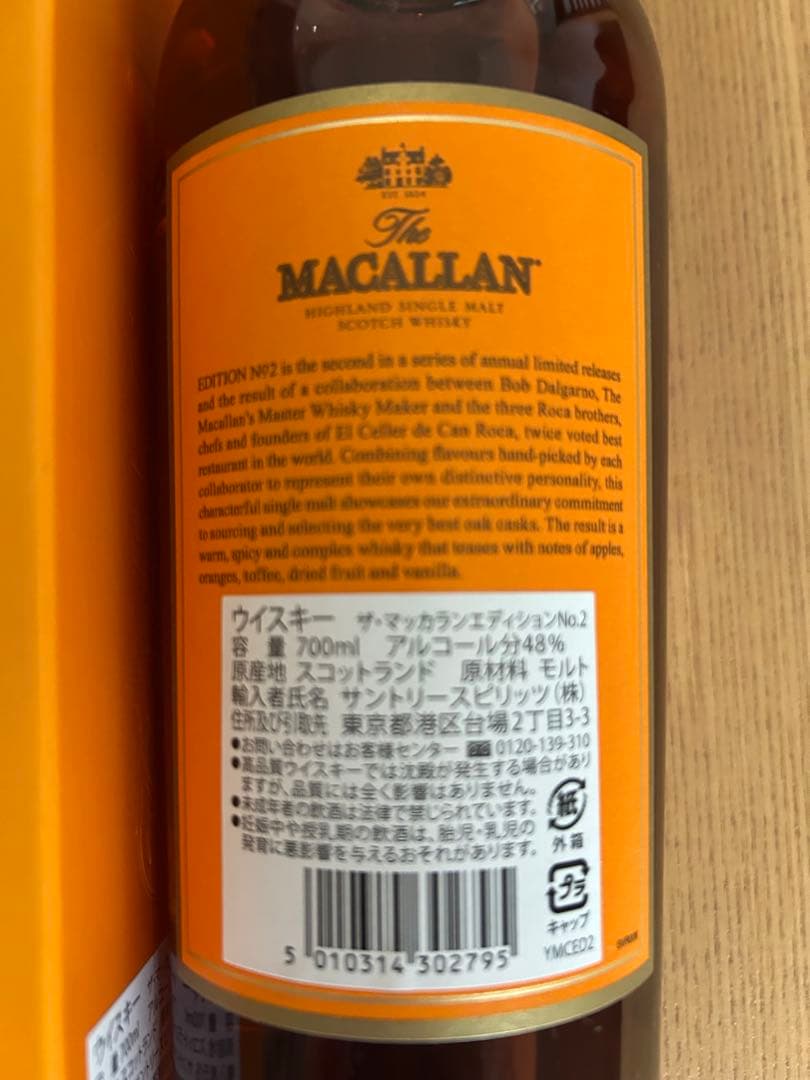 EST. 1824
The
MACALLAN
HIGHLAND SINGLE MALT
SCOTCH WHISKY
EDITION Nº2 is the second in a series of annual limited releases
and the result of a collaboration between Bob Dalgarno, The
Macallan's Master Whisky Maker and the three Roca brothers,
chefs and founders of El Celler de Can Roca, twice voted best
restaurant in the world. Combining flavours hand-picked by each
collaborator to represent their own distinctive personality, this
characterful single malt showcases our extraordinary commitment
to sourcing and selecting the very best oak casks. The result is a
warm, spicy and complex whisky that teases with notes of apples,
oranges, toffee, dried fruit and vanilla.
ウイスキー ザ・マッカランエディションNo.2
容 量 700ml アルコール分48%
原産地 スコットランド 原材料 モルト
輸入者氏名 サントリースピリッツ(株)
住所及び引取先 東京都港区台場2丁目3-3
●お問い合わせはお客様センター 0120-139-310
●高品質ウイスキーでは沈殿が発生する場合があり
ますが、品質には全く影響はありません。
●未成年者の飲酒は法律で禁じられています。
●妊娠中や授乳期の飲酒は、胎児・乳児の
発育に悪影響を与えるおそれがあります。
紙
外箱
プラ
キャップ
YMCED2
5 010314 302795
ウイスキー